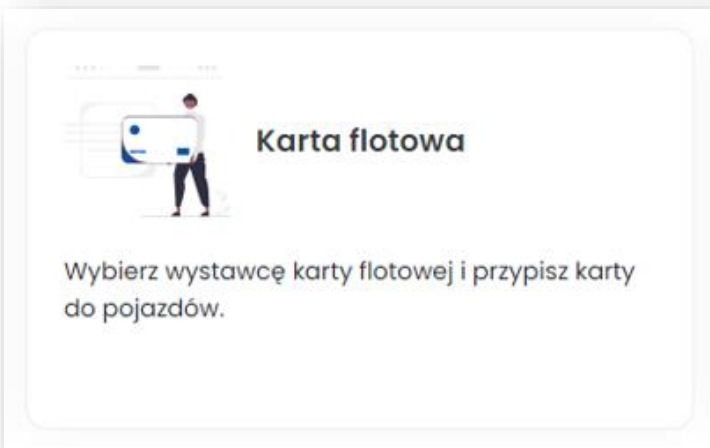 Karta flotowa
Wybierz wystawcę karty flotowej i przypisz karty
do pojazdów.